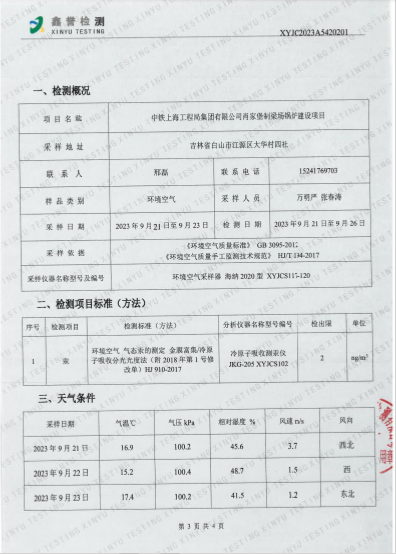 鑫誉检测
XINYU TESTING
XYJC2023A5420201
一、检测概况
项目名称 中铁上海工程局集团有限公司肖家堡制梁场锅炉建设项目
采样地址 吉林省白山市江源区大华村四社
联系人 邢磊 联系电话 15241769703
样品类别 环境空气 采样人员 万明严 张春涛
采样日期 2023年9月21日至9月23日 检测日期 2023年9月21日至9月26日
采样依据 《环境空气质量标准》 GB 3095-2012
《环境空气质量手工监测技术规范》 HJ/T 194-2017
采样仪器名称型号及编号 环境空气采样器 海纳2020型 XYJCS117-120
二、检测项目标准（方法）
序号 检测项目 检测标准（方法） 分析仪器名称型号编号 检出限 单位
1 汞 环境空气 气态汞的测定 金膜富集/冷原
子吸收分光光度法（附2018年第1号修
改单）HJ 910-2017 冷原子吸收测汞仪
JKG-205 XYJCS102 2 ng/m³
三、天气条件
采样日期 气温℃ 气压kPa 相对湿度 % 风速m/s 风向
2023年9月21日 16.9 100.2 45.6 3.7 西北
2023年9月22日 15.2 100.4 48.7 1.5 西
2023年9月23日 17.4 100.2 41.5 1.2 东北
第 3 页 共 4 页